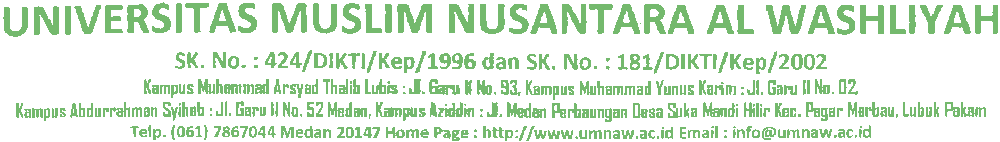 UNIVERSITAS MUSLIM NUSANTARA AL WASHLIYAH
SK. No. : 424/DIKTI/Kep/1996 dan SK. No. : 181/DIKTI/Kep/2002
Kampus Muhammad Arsyad Thalib Lubis : Jl. Garu II No. 93, Kampus Muhammad Yunus Karim : Jl. Garu II No. 02,
Kampus Abdurrahman Syihab : Jl. Garu II No. 52 Medan, Kampus Aziddin : Jl. Medan Perbaungan Desa Suka Mandi Hilir Kec. Pagar Merbau, Lubuk Pakam
Telp. (061) 7867044 Medan 20147 Home Page : http://www.umnaw.ac.id Email : info@umnaw.ac.id